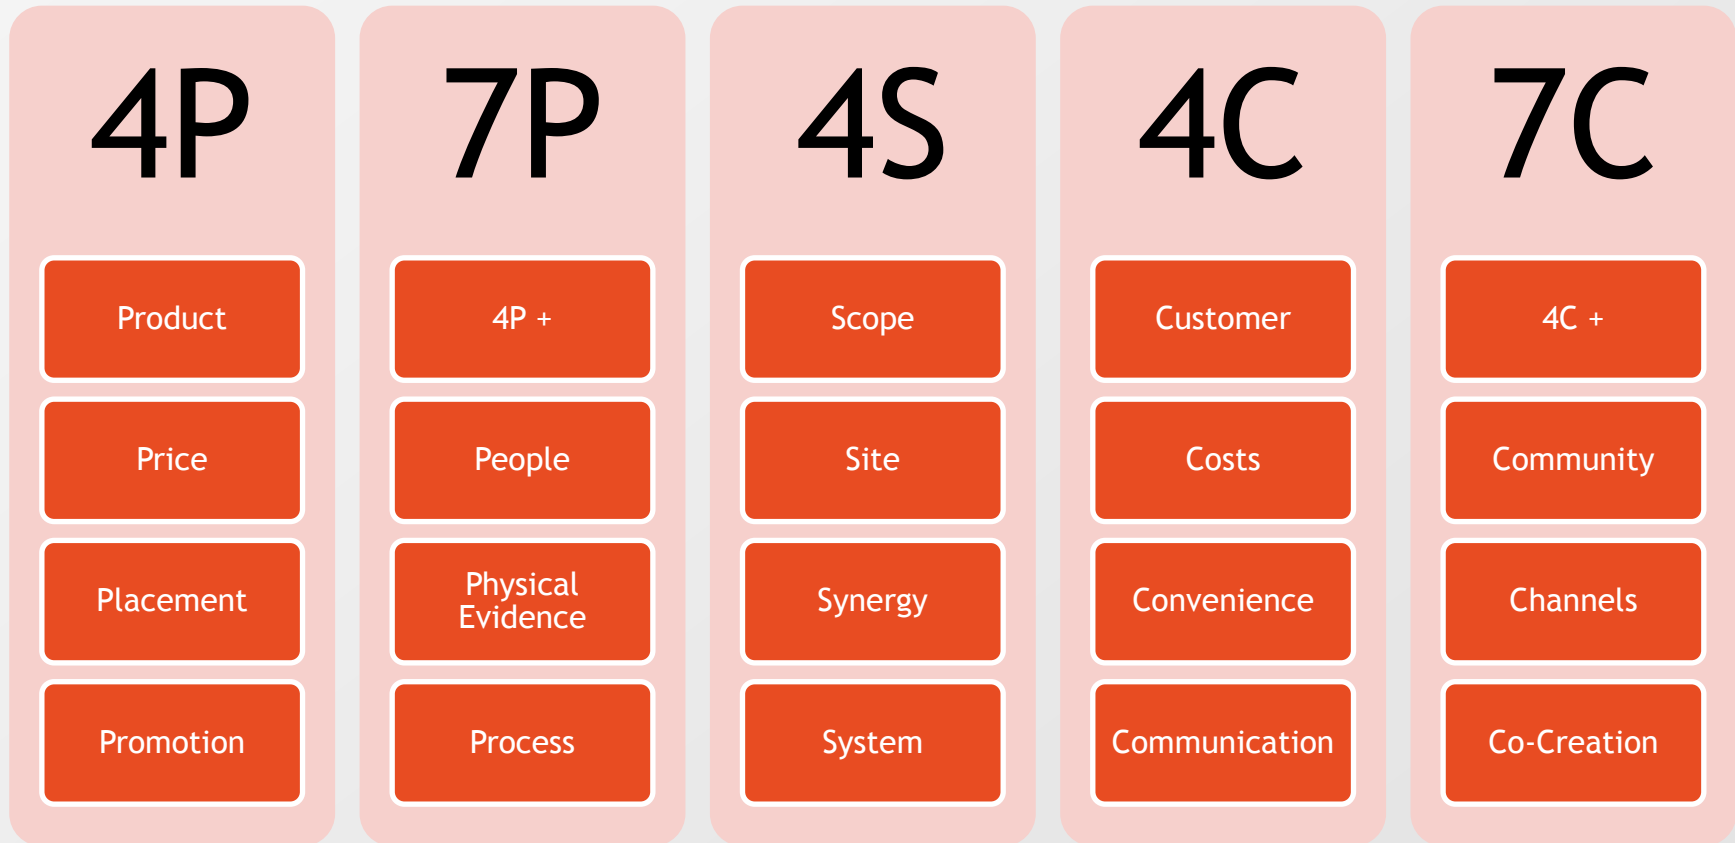 4P
Product
Price
Placement
Promotion
7P
4P +
People
Physical
Evidence
Process
4S
Scope
Site
Synergy
System
4C
Customer
Costs
Convenience
Communication
7C
4C +
Community
Channels
Co-Creation